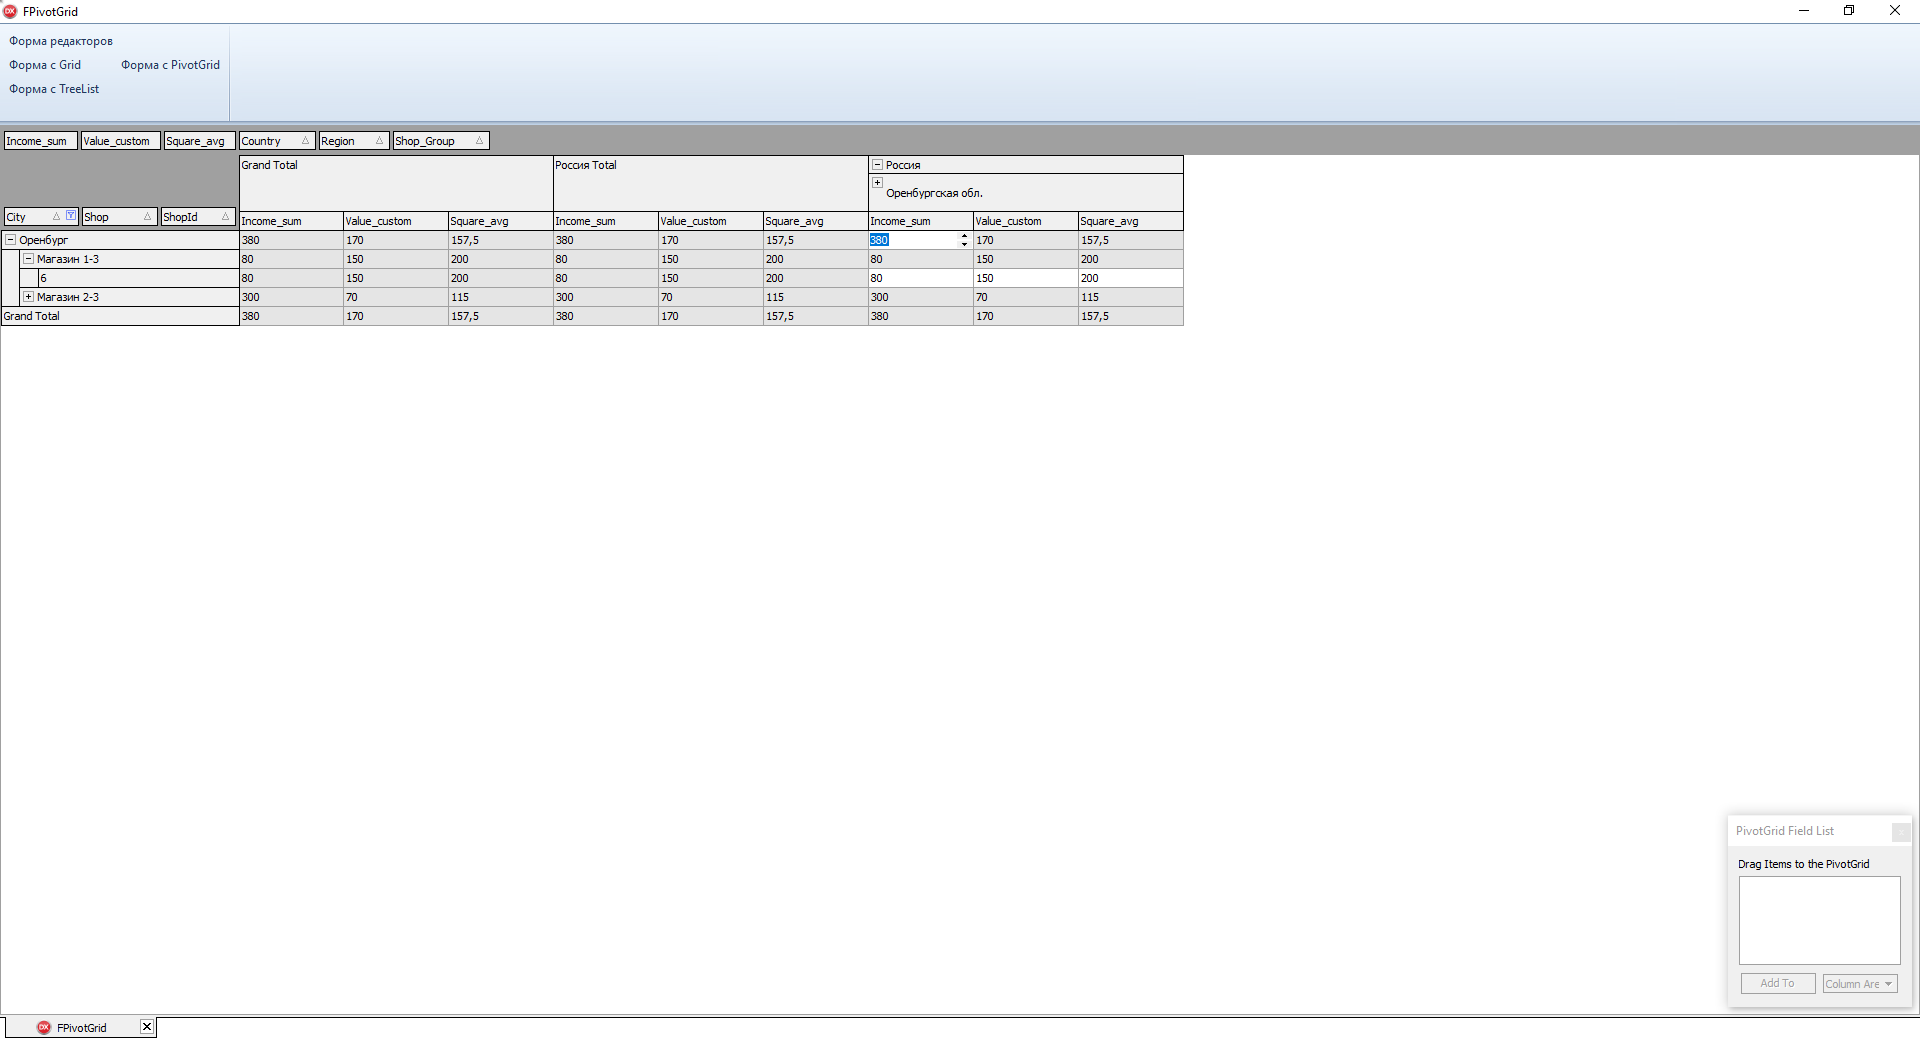 FPivotGrid
Форма редакторов
Форма с Grid Форма с PivotGrid
Форма с TreeList
Income_sum Value_custom Square_avg Country Region Shop_Group
Grand Total Россия Total Россия
Оренбургская обл.
City Shop ShopId
Income_sum Value_custom Square_avg Income_sum Value_custom Square_avg Income_sum Value_custom Square_avg
Оренбург 380 170 157,5 380 170 157,5 380 170 157,5
Магазин 1-3 80 150 200 80 150 200 80 150 200
6 80 150 200 80 150 200 80 150 200
Магазин 2-3 300 70 115 300 70 115 300 70 115
Grand Total 380 170 157,5 380 170 157,5 380 170 157,5
PivotGrid Field List
Drag Items to the PivotGrid
Add To Column Are
FPivotGrid